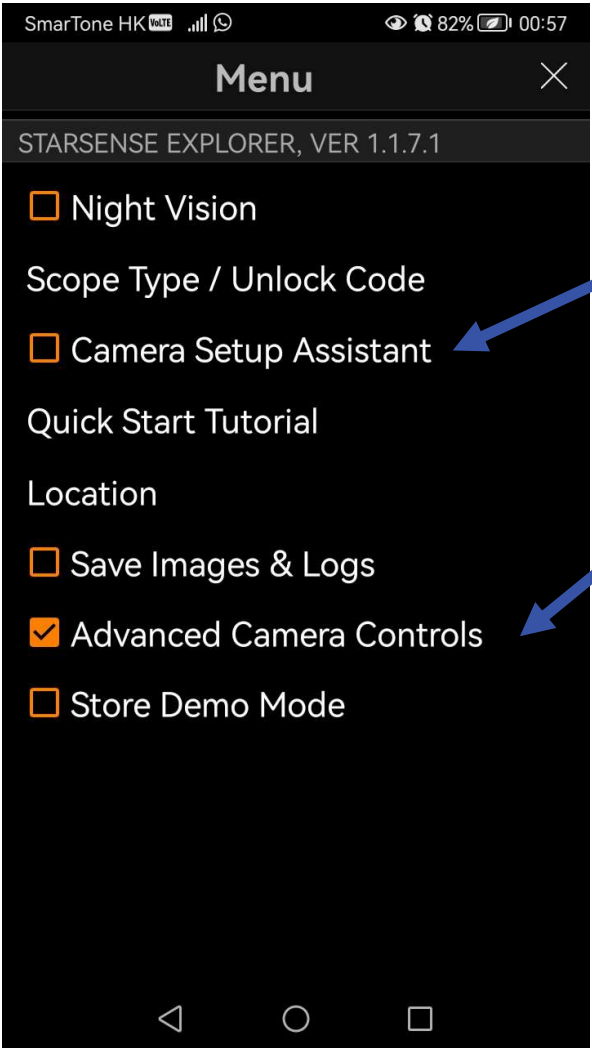 SmarTone HK VoLTE 82% 00:57
Menu
STARSENSE EXPLORER, VER 1.1.7.1
Night Vision
Scope Type / Unlock Code
Camera Setup Assistant
Quick Start Tutorial
Location
Save Images & Logs
Advanced Camera Controls
Store Demo Mode